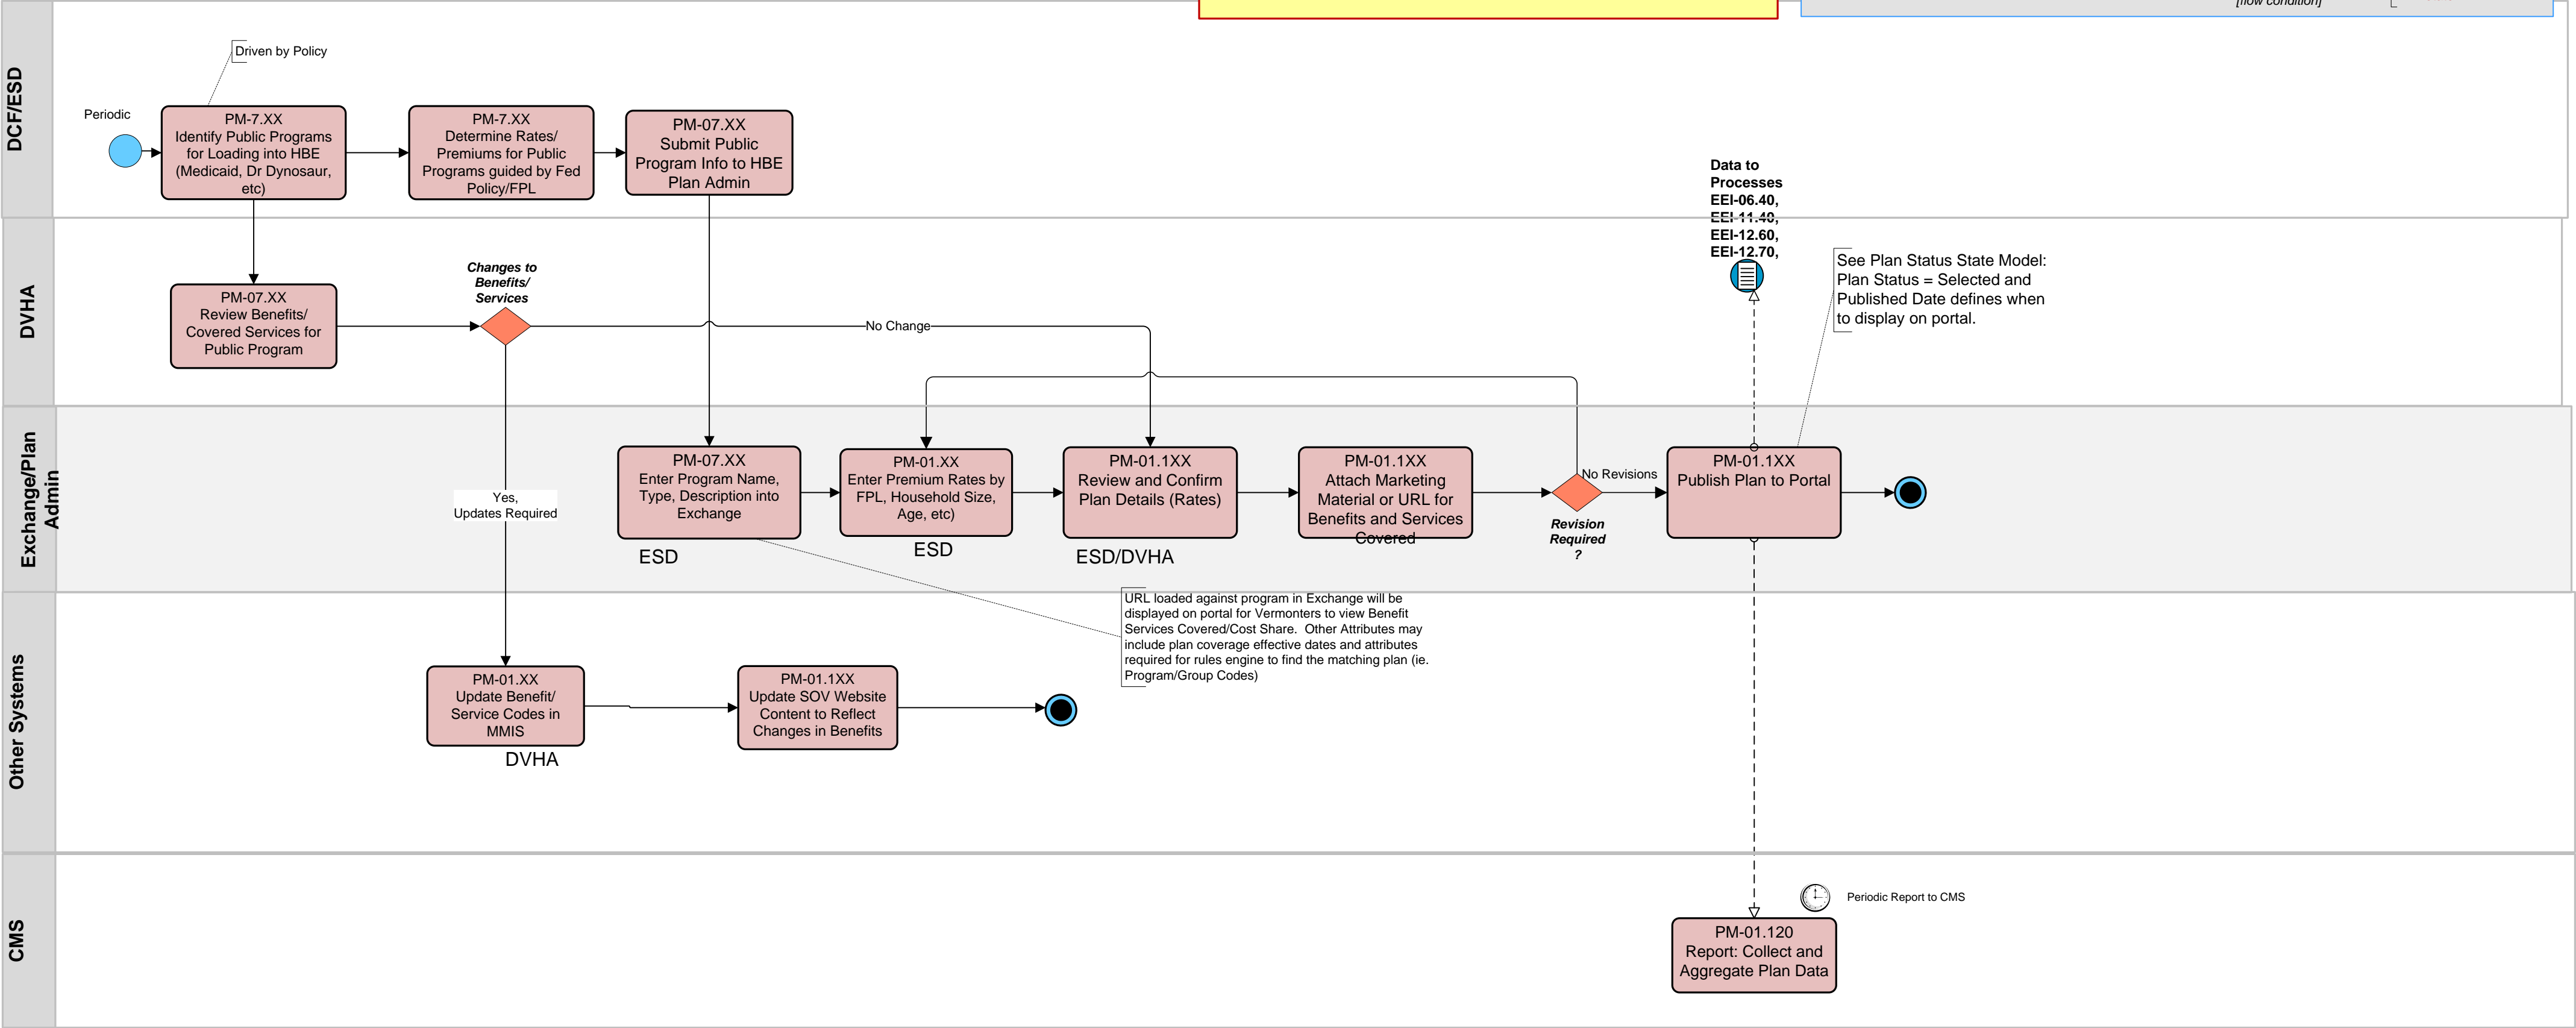 [flow condition]
DCF/ESD
Driven by Policy
Periodic
PM-7.XX
Identify Public Programs
for Loading into HBE
(Medicaid, Dr Dynosaur,
etc)
PM-7.XX
Determine Rates/
Premiums for Public
Programs guided by Fed
Policy/FPL
PM-07.XX
Submit Public
Program Info to HBE
Plan Admin
Data to
Processes
EEI-06.40,
EEI-11.40,
EEI-12.60,
EEI-12.70,
DVHA
PM-07.XX
Review Benefits/
Covered Services for
Public Program
Changes to
Benefits/
Services
No Change
See Plan Status State Model:
Plan Status = Selected and
Published Date defines when
to display on portal.
Exchange/Plan
Admin
Yes,
Updates Required
PM-07.XX
Enter Program Name,
Type, Description into
Exchange
ESD
PM-01.XX
Enter Premium Rates by
FPL, Household Size,
Age, etc)
ESD
PM-01.1XX
Review and Confirm
Plan Details (Rates)
ESD/DVHA
PM-01.1XX
Attach Marketing
Material or URL for
Benefits and Services
Covered
No Revisions
Revision
Required
?
PM-01.1XX
Publish Plan to Portal
URL loaded against program in Exchange will be
displayed on portal for Vermonters to view Benefit
Services Covered/Cost Share.  Other Attributes may
include plan coverage effective dates and attributes
required for rules engine to find the matching plan (ie.
Program/Group Codes)
Other Systems
PM-01.XX
Update Benefit/
Service Codes in
MMIS
DVHA
PM-01.1XX
Update SOV Website
Content to Reflect
Changes in Benefits
CMS
Periodic Report to CMS
PM-01.120
Report: Collect and
Aggregate Plan Data